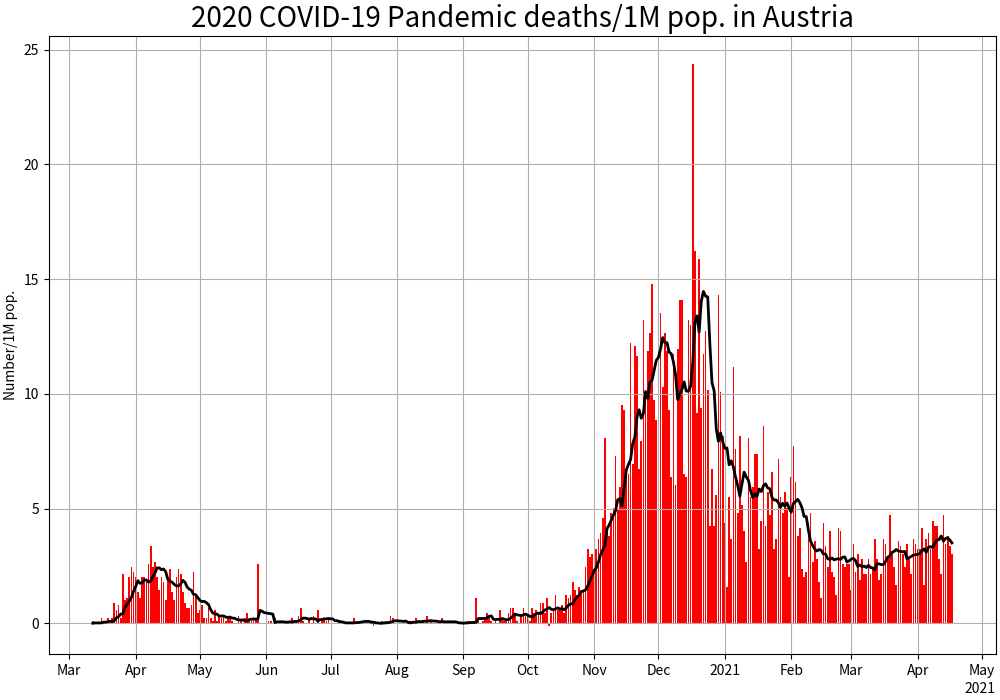 2020 COVID-19 Pandemic deaths/1M pop. in Austria
25
20
15
10
5
0
Number/1M pop.
Mar Apr May Jun Jul Aug Sep Oct Nov Dec 2021 Feb Mar Apr May
2021